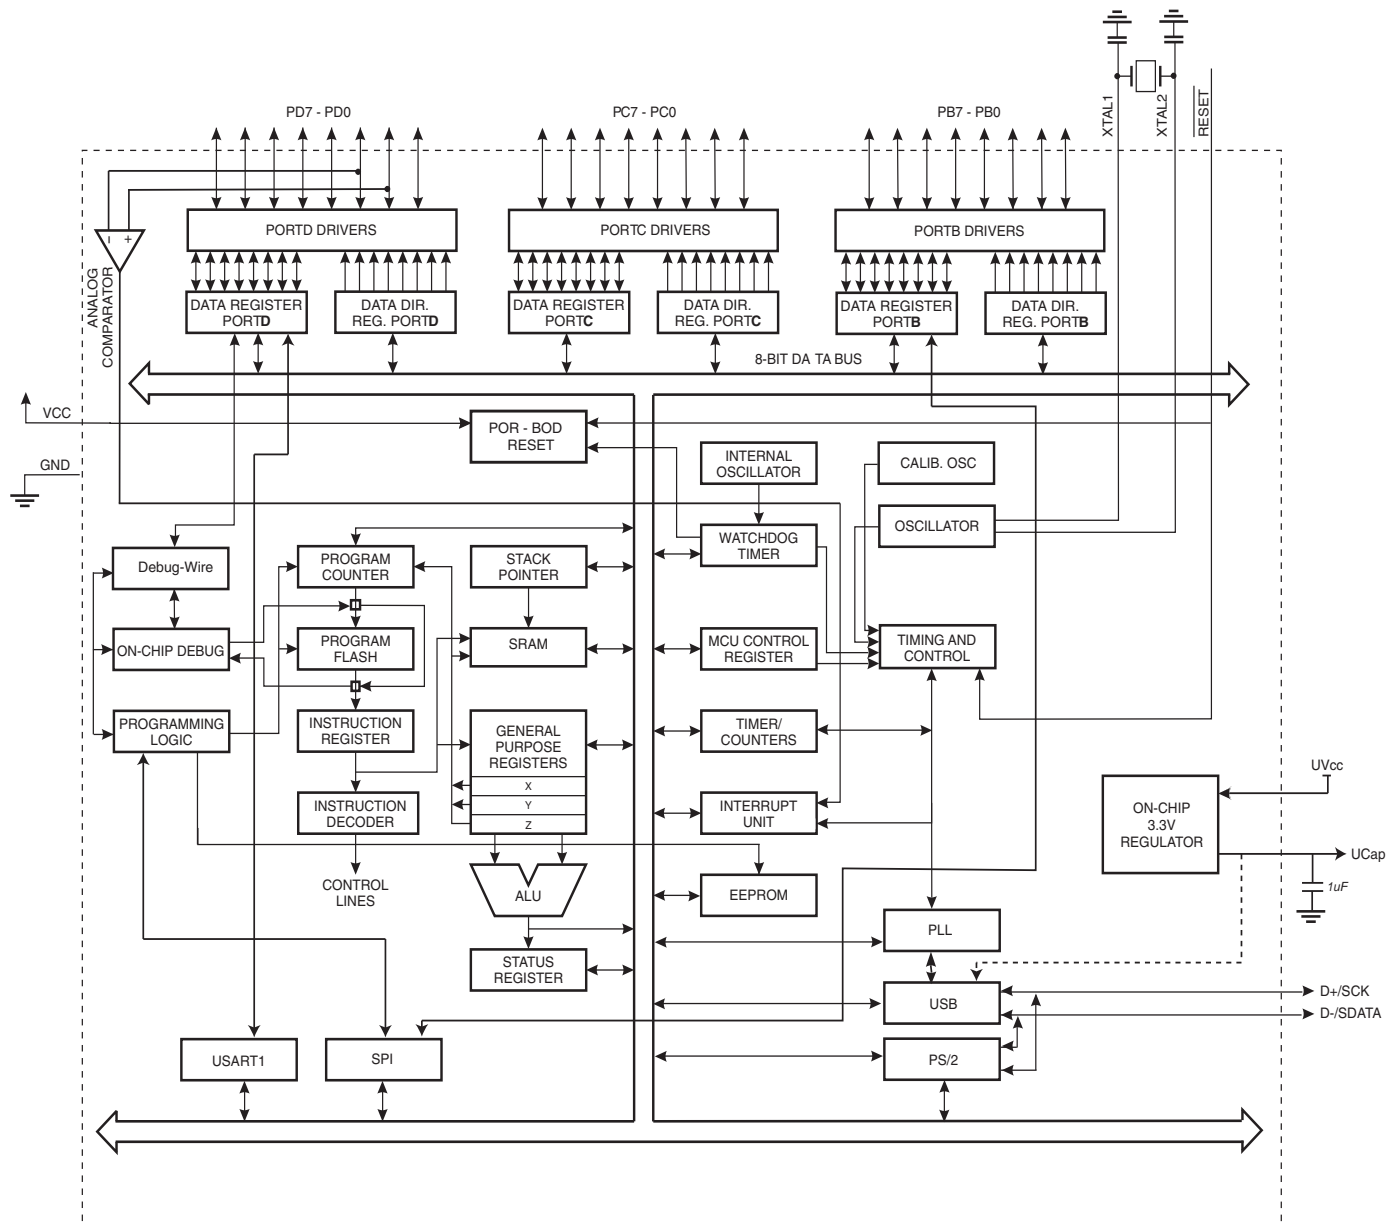 XTAL1
XTAL2
RESET
PD7 - PD0
PC7 - PC0
PB7 - PB0
PORTD DRIVERS
PORTC DRIVERS
PORTB DRIVERS
- +
ANALOG
COMPARATOR
DATA REGISTER
PORTD
DATA DIR.
REG. PORTD
DATA REGISTER
PORTC
DATA DIR.
REG. PORTC
DATA REGISTER
PORTB
DATA DIR.
REG. PORTB
8-BIT DA TA BUS
VCC
GND
POR - BOD
RESET
INTERNAL
OSCILLATOR
CALIB. OSC
OSCILLATOR
WATCHDOG
TIMER
Debug-Wire
PROGRAM
COUNTER
STACK
POINTER
ON-CHIP DEBUG
PROGRAM
FLASH
SRAM
MCU CONTROL
REGISTER
TIMING AND
CONTROL
PROGRAMMING
LOGIC
INSTRUCTION
REGISTER
GENERAL
PURPOSE
REGISTERS
X
Y
Z
TIMER/
COUNTERS
INSTRUCTION
DECODER
INTERRUPT
UNIT
UVcc
ON-CHIP
3.3V
REGULATOR
UCap
1uF
CONTROL
LINES
ALU
EEPROM
STATUS
REGISTER
PLL
USB
D+/SCK
D-/SDATA
USART1
SPI
PS/2